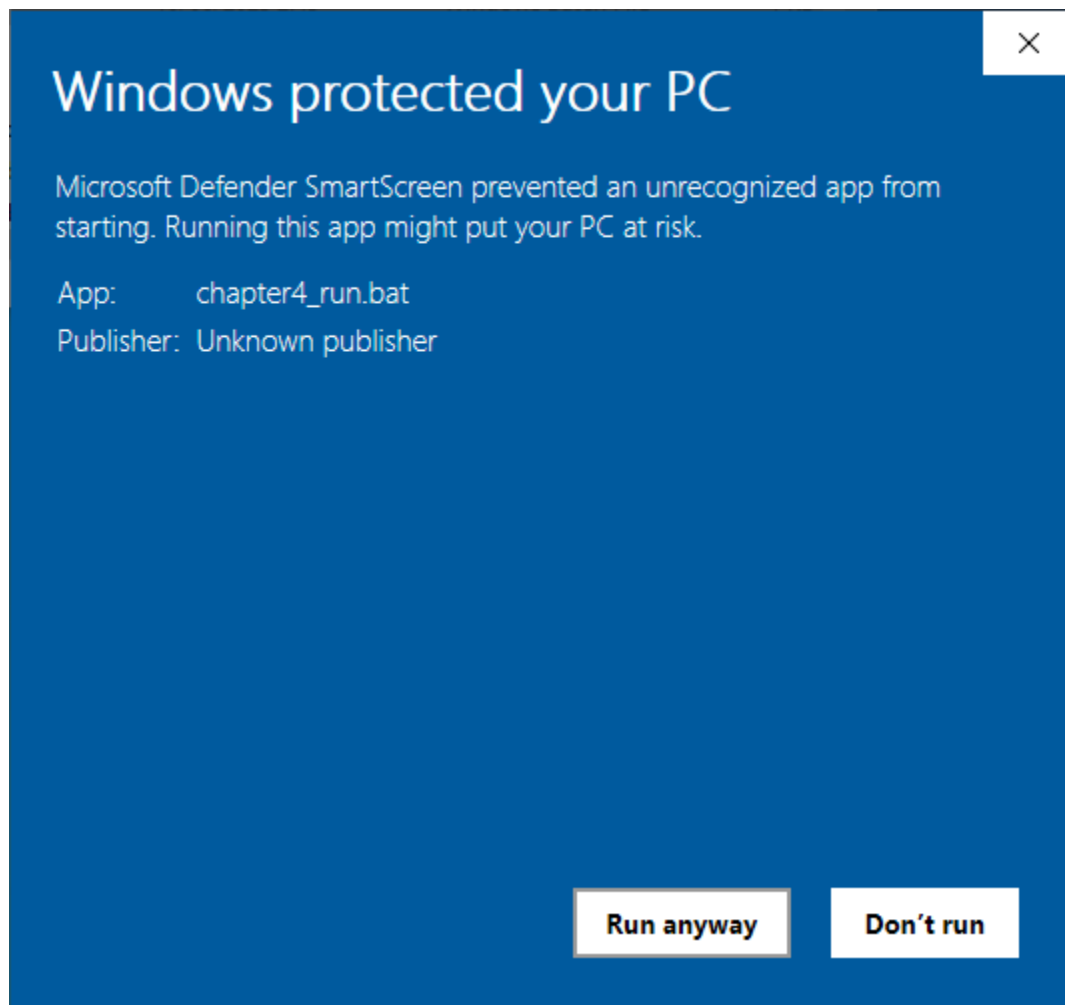 Windows protected your PC
Microsoft Defender SmartScreen prevented an unrecognized app from
starting. Running this app might put your PC at risk.
App: chapter4_run.bat
Publisher: Unknown publisher
Run anyway
Don't run